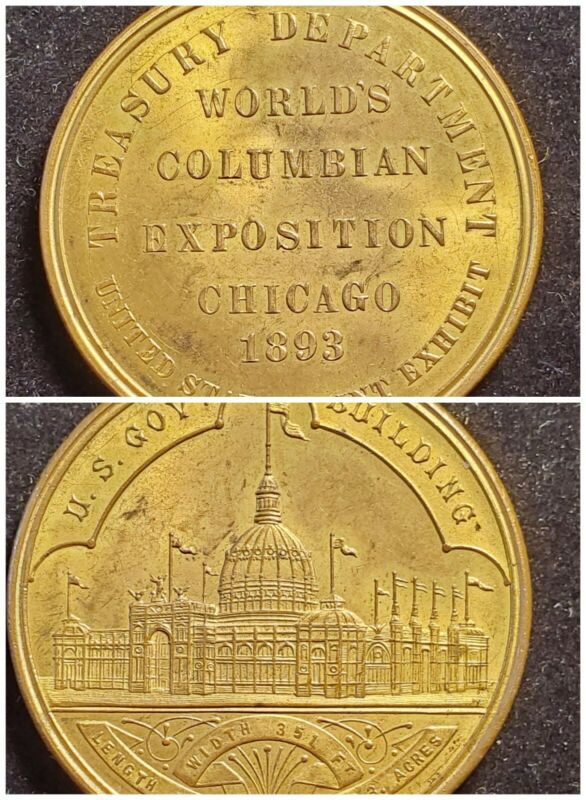 TREASURY DEPARTMENT
WORLD'S
COLUMBIAN
EXPOSITION
CHICAGO
1893
UNITED EXHIBIT
U.S. BUILDING
LENGTH
WIDTH 351 FT
ACRES